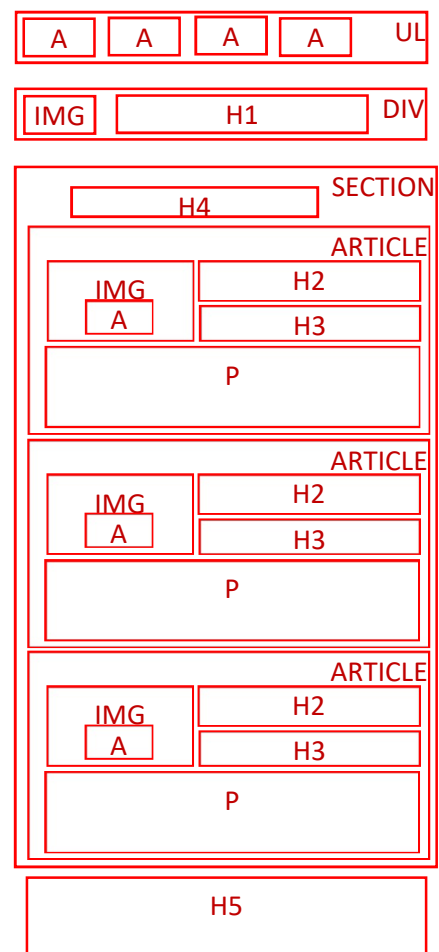 A A A A UL
IMG H1 DIV
SECTION
H4
ARTICLE
IMG H2
A H3
P
ARTICLE
IMG H2
A H3
P
ARTICLE
IMG H2
A H3
P
H5